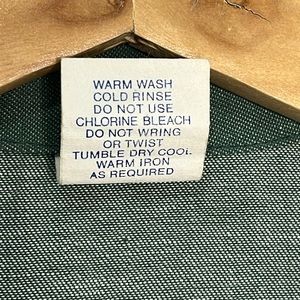 WARM WASH
COLD RINSE
DO NOT USE
CHLORINE BLEACH
DO NOT WRING
OR TWIST
TUMBLE DRY COOL
WARM IRON
AS REQUIRED